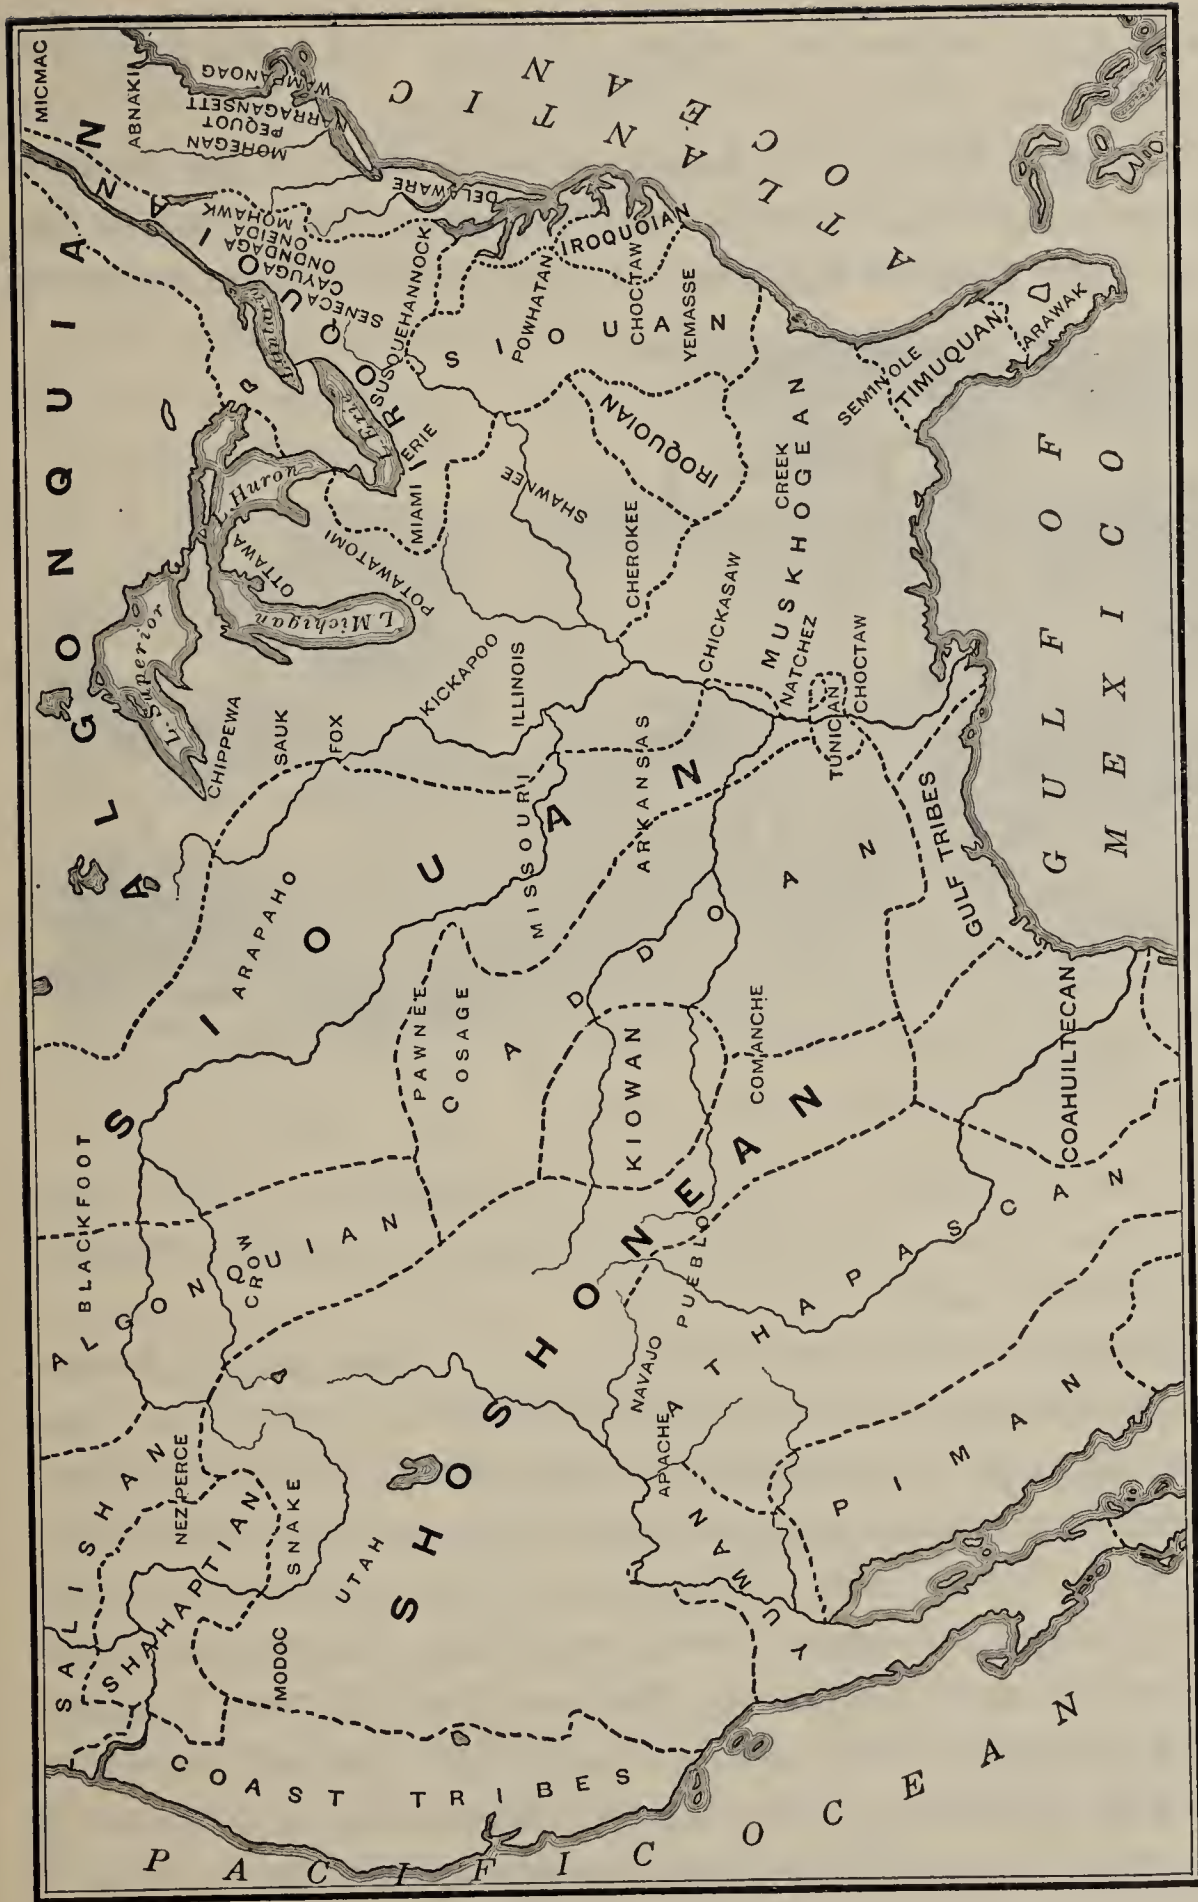 ALGONQUIAN
ALGONQUIAN
BLACKFOOT
SALISHAN
SHAHAPTIAN
NEZ PERCE
CROW
SNAKE
UTAH
MODOC
COAST TRIBES
PACIFIC
OCEAN
SHOSHONEAN
SIOUAN
ARAPAHO
PAWNEE
OSAGE
MISSOURI
ARKANSAS
CADDOAN
CADDOAN
KIOWAN
COMANCHE
PUEBLO
NAVAJO
APACHE
ATHAPASCAN
YUMAN
PIMAN
COAHUILTECAN
GULF TRIBES
TUNICIAN
CHOCTAW
NATCHEZ
MUSKHOGEAN
CREEK
CHICKASAW
CHEROKEE
SHAWNEE
IROQUOIAN
CHIPPEWA
SAUK
FOX
KICKAPOO
ILLINOIS
L. Superior
L. Michigan
L. Huron
L. Erie
L. Ontario
OTTAWA
POTAWATOMI
MIAMI
ERIE
IROQUOIAN
SUSQUEHANNOCK
SENECA
CAYUGA
ONONDAGA
ONEIDA
MOHAWK
MICMAC
ABNAKI
MOHEGAN
PEQUOT
NARRAGANSETT
WAMPANOAG
DELAWARE
IROQUOIAN
POWHATAN
CHOCTAW
SIOUAN
YEMASSE
SEMINOLE
TIMUQUAN
ARAWAK
ATLANTIC
OCEAN
GULF OF
MEXICO